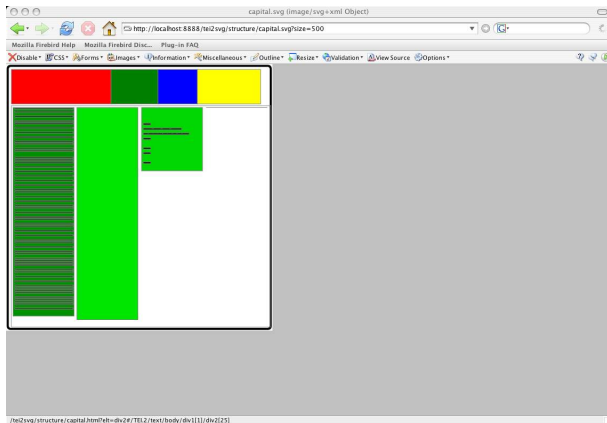 capital.svg (image/svg+xml Object)
http://localhost:8888/tei2svg/structure/capital.svg?size=500
G
Mozilla Firebird Help Mozilla Firebird Disc... Plug-in FAQ
Disable CSS Forms Images Information Miscellaneous Outline Resize Validation View Source Options
/tei2svg/structure/capital.html?elt=div2#/TEI.2/text/body/div1[1]/div2[25]